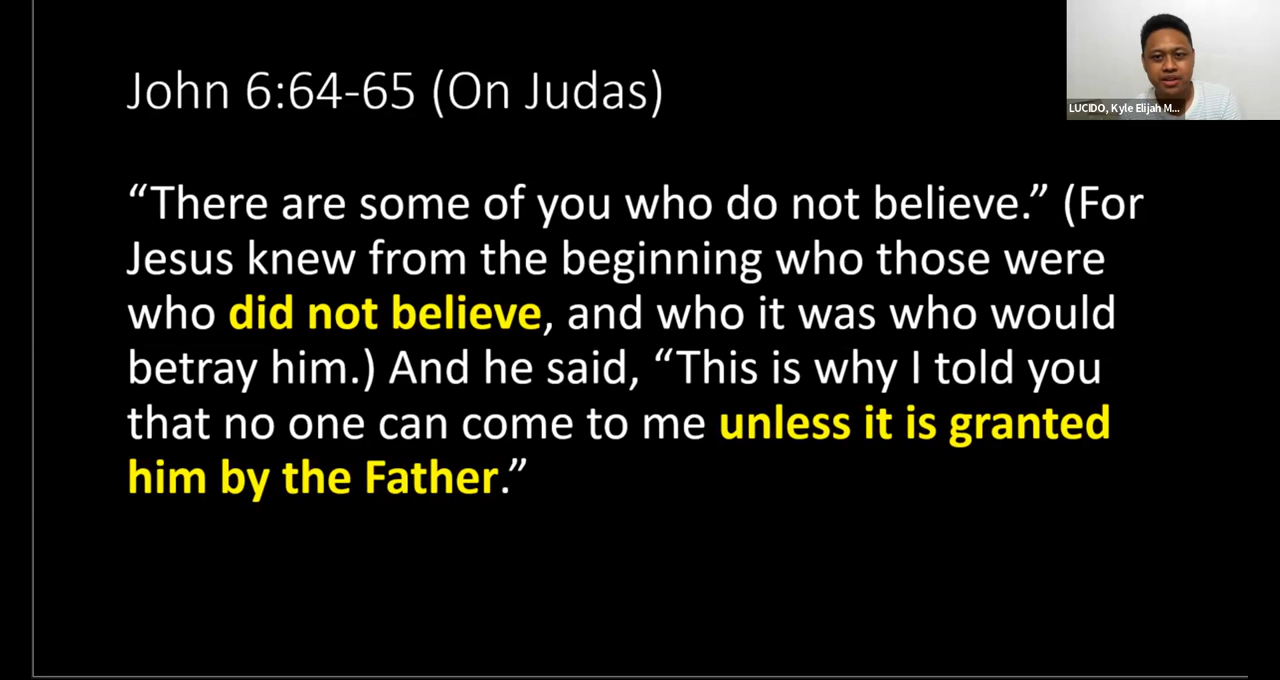 John 6:64-65 (On Judas)
LUCIDO, Kyle Elijah M...
“There are some of you who do not believe.” (For
Jesus knew from the beginning who those were
who did not believe, and who it was who would
betray him.) And he said, “This is why I told you
that no one can come to me unless it is granted
him by the Father.”